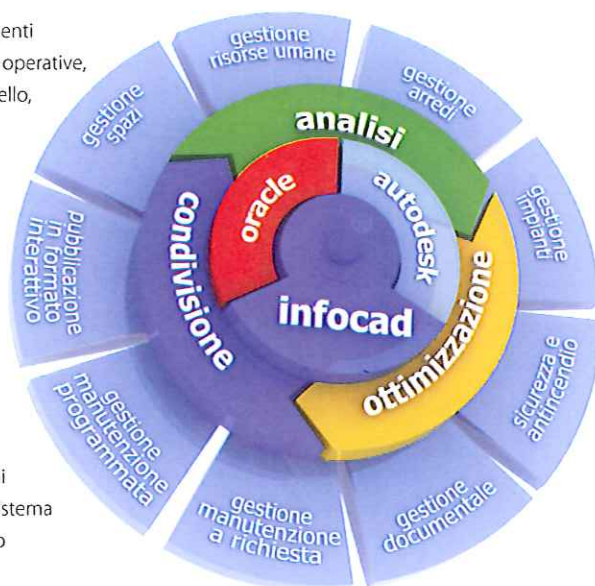 enti
operative,
ello,
gestione
risorse umane
gestione
arredi
gestione
impianti
sicurezza e
antincendio
gestione
documentale
gestione
manutenzione
a richiesta
gestione
manutenzione
programmata
pubblicazione
in formato
interattivo
gestione
spazi
analisi
ottimizzazione
condivisione
oracle
autodesk
infocad
i
istema
o